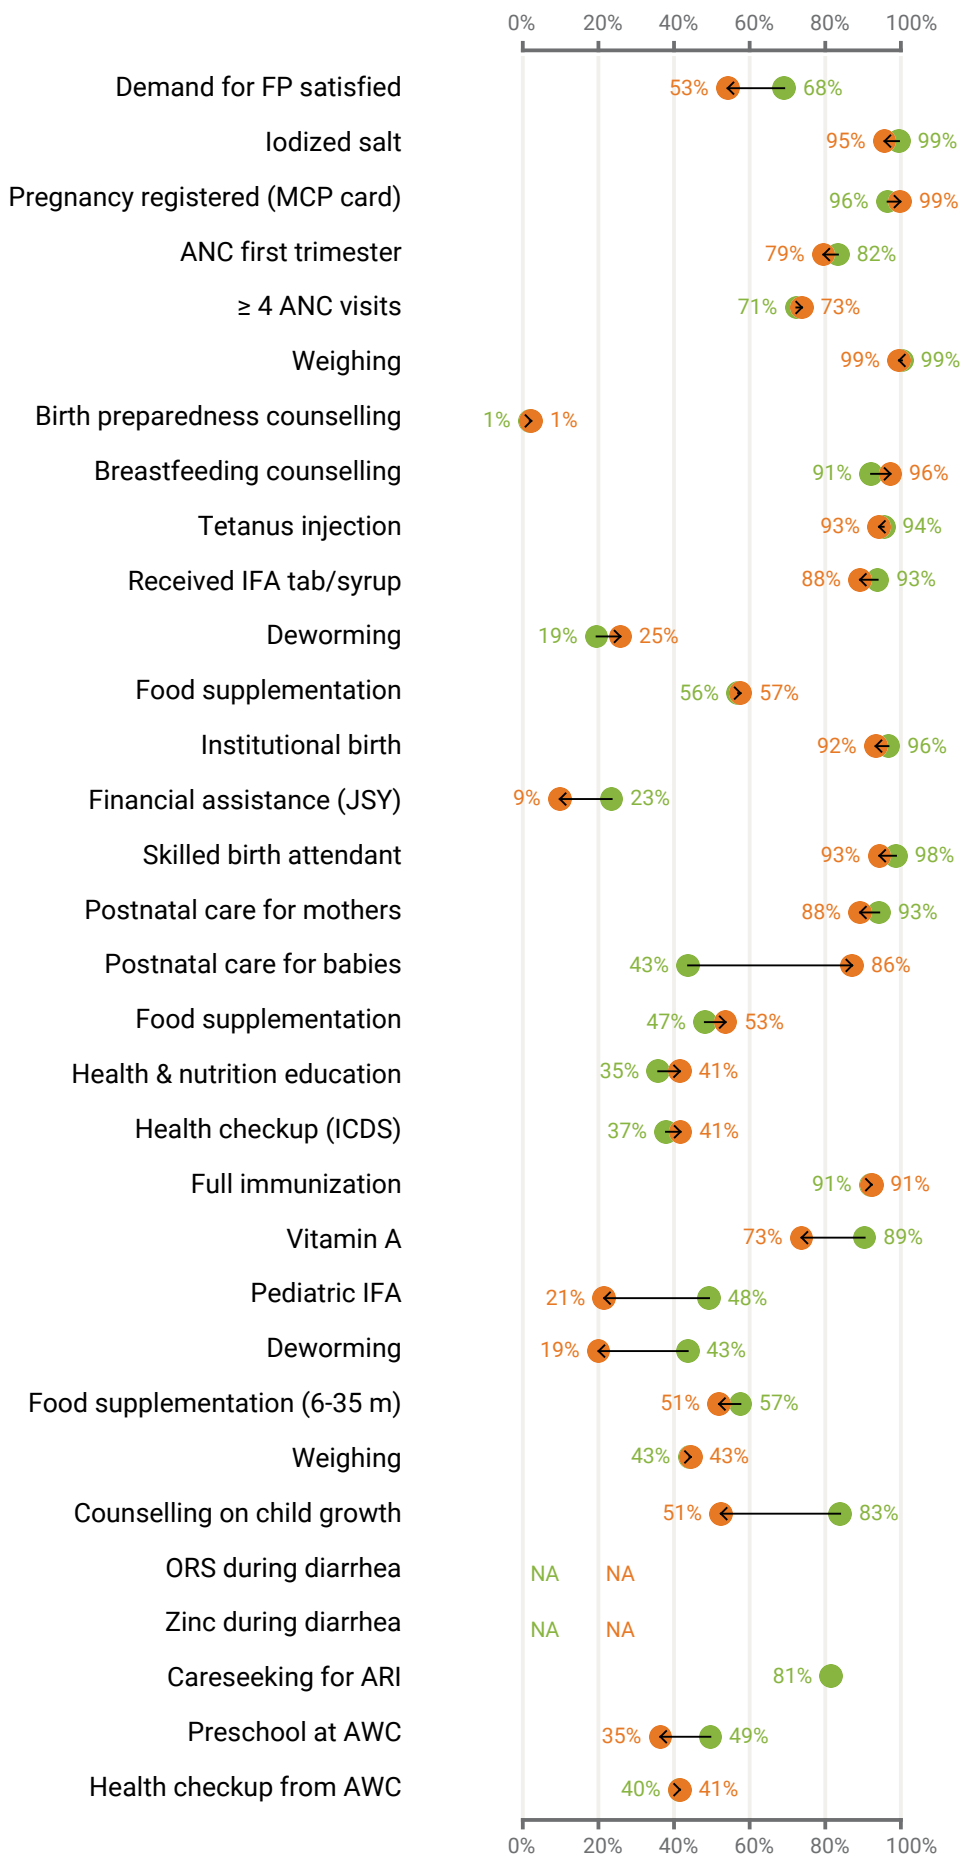 0% 20% 40% 60% 80% 100%
Demand for FP satisfied 53% 68%
Iodized salt 95% 99%
Pregnancy registered (MCP card) 96% 99%
ANC first trimester 79% 82%
≥ 4 ANC visits 71% 73%
Weighing 99% 99%
Birth preparedness counselling 1% 1%
Breastfeeding counselling 91% 96%
Tetanus injection 93% 94%
Received IFA tab/syrup 88% 93%
Deworming 19% 25%
Food supplementation 56% 57%
Institutional birth 92% 96%
Financial assistance (JSY) 9% 23%
Skilled birth attendant 93% 98%
Postnatal care for mothers 88% 93%
Postnatal care for babies 43% 86%
Food supplementation 47% 53%
Health & nutrition education 35% 41%
Health checkup (ICDS) 37% 41%
Full immunization 91% 91%
Vitamin A 73% 89%
Pediatric IFA 21% 48%
Deworming 19% 43%
Food supplementation (6-35 m) 51% 57%
Weighing 43% 43%
Counselling on child growth 51% 83%
ORS during diarrhea NA NA
Zinc during diarrhea NA NA
Careseeking for ARI 81%
Preschool at AWC 35% 49%
Health checkup from AWC 40% 41%
0% 20% 40% 60% 80% 100%